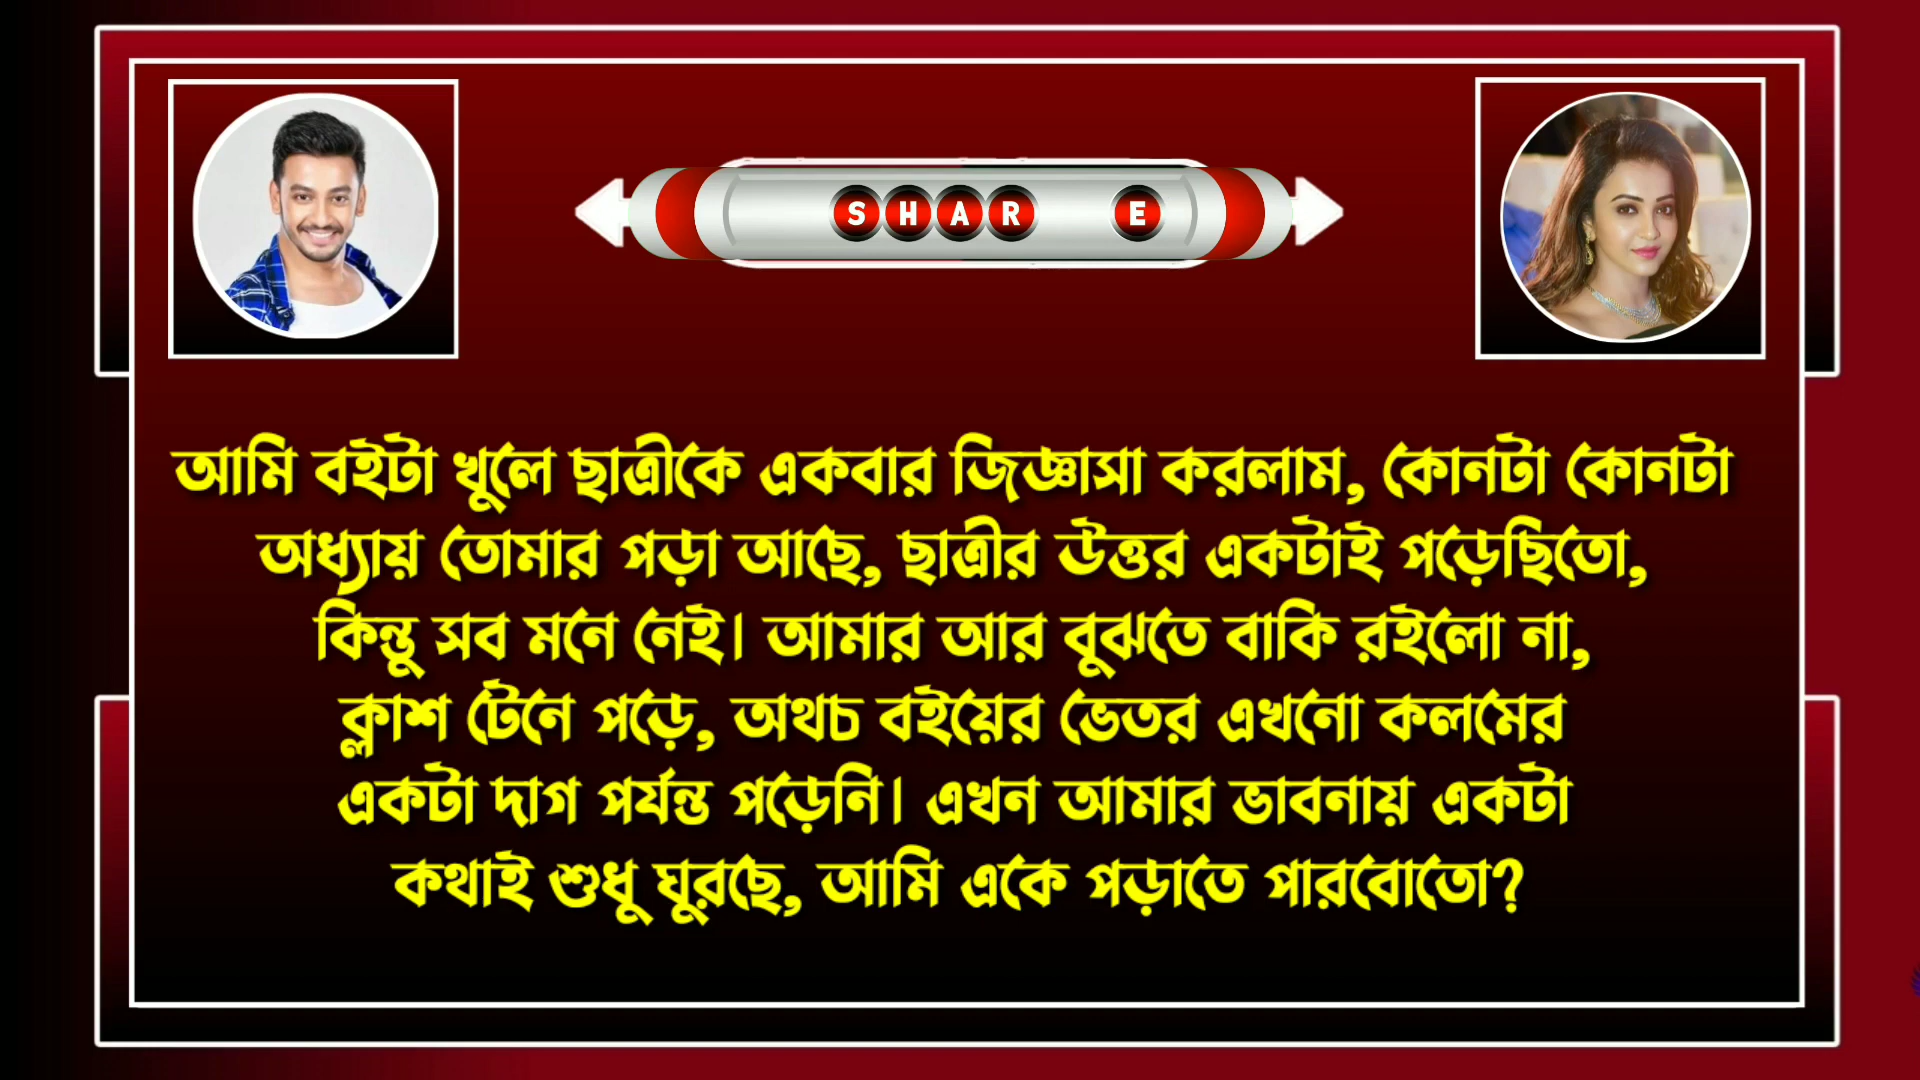 SHAR E
আমি বইটা খুলে ছাত্রীকে একবার জিজ্ঞাসা করলাম, কোনটা কোনটা
অধ্যায় তোমার পড়া আছে, ছাত্রীর উত্তর একটাই পড়েছিতো,
কিন্তু সব মনে নেই। আমার আর বুঝতে বাকি রইলো না,
ক্লাশ টেনে পড়ে, অথচ বইয়ের ভেতর এখনো কলমের
একটা দাগ পর্যন্ত পড়েনি। এখন আমার ভাবনায় একটা
কথাই শুধু ঘুরছে, আমি একে পড়াতে পারবোতো?